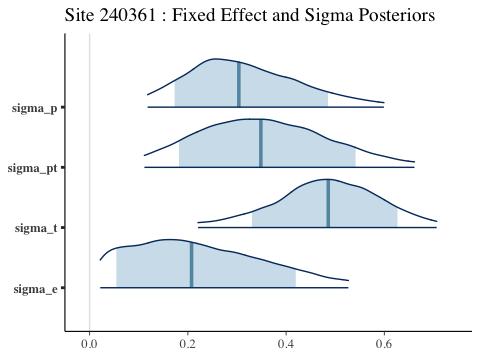 Site 240361 : Fixed Effect and Sigma Posteriors
sigma_p
sigma_pt
sigma_t
sigma_e
0.0 0.2 0.4 0.6